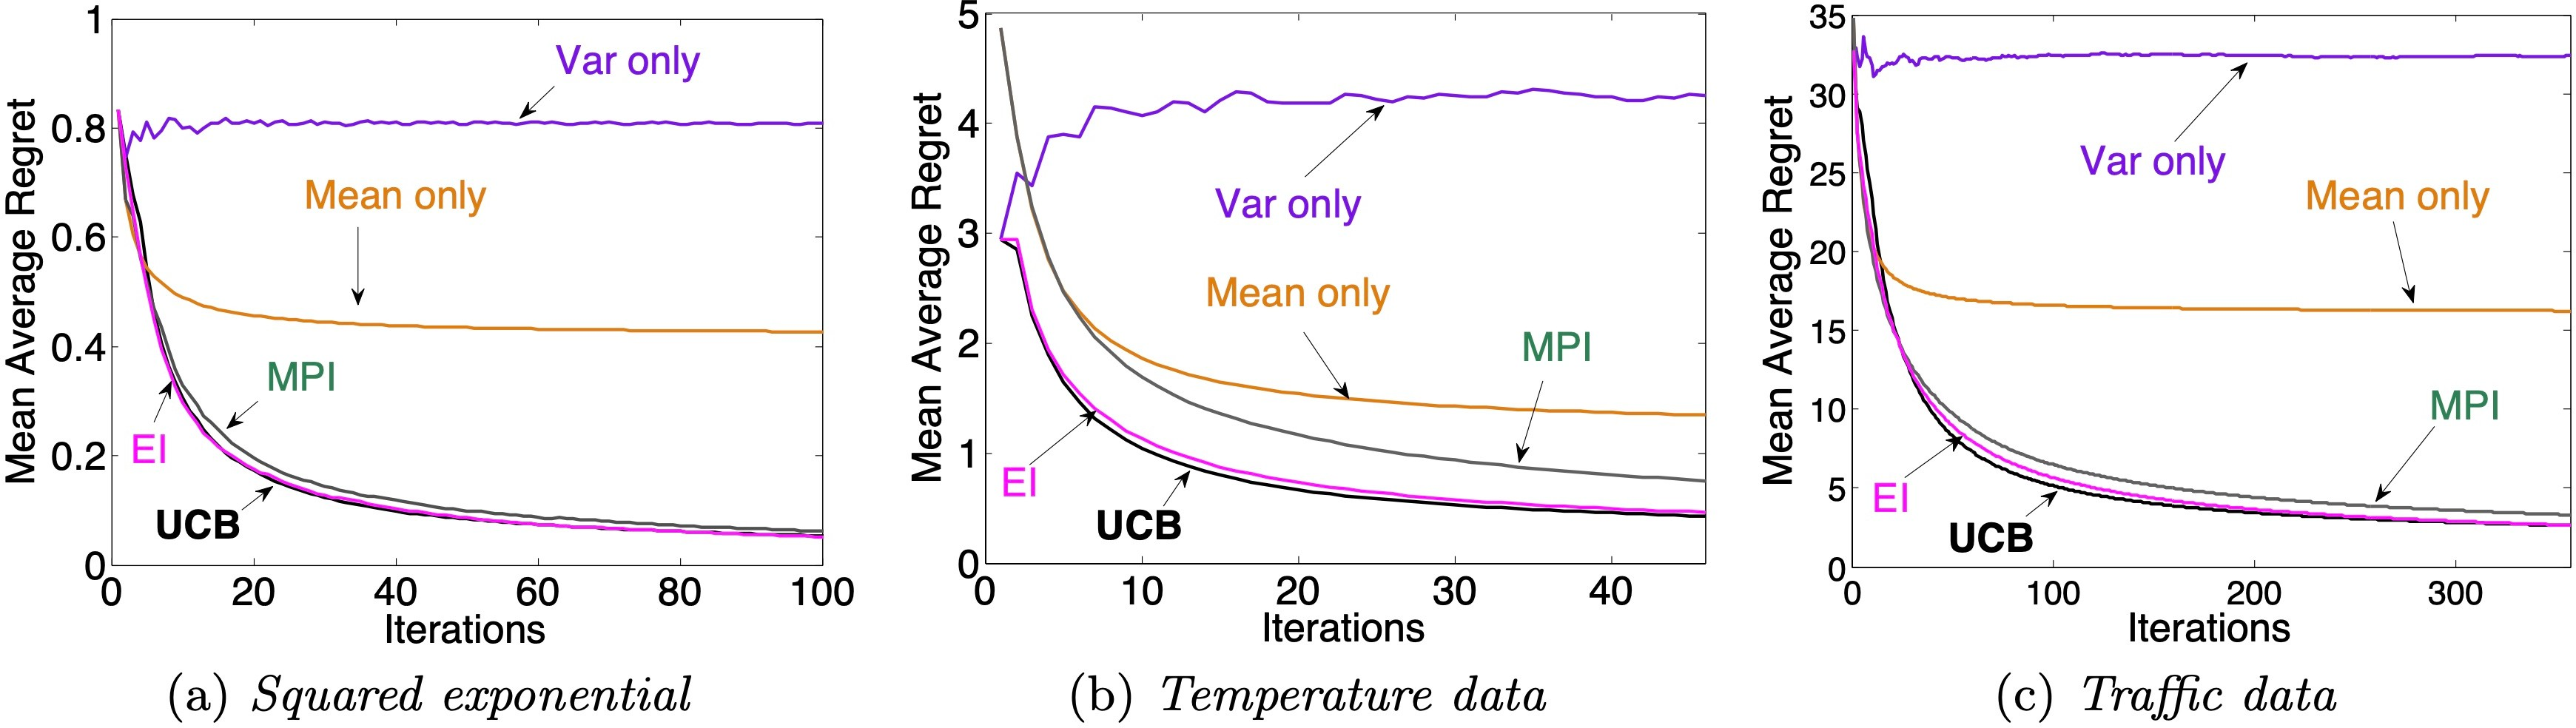 Mean Average Regret
1
0.8
0.6
0.4
0.2
0
0
20
40
60
80
100
Iterations
Var only
Mean only
MPI
EI
UCB
(a) Squared exponential
Mean Average Regret
5
4
3
2
1
0
0
10
20
30
40
Iterations
Var only
Mean only
MPI
EI
UCB
(b) Temperature data
Mean Average Regret
35
30
25
20
15
10
5
0
0
100
200
300
Iterations
Var only
Mean only
MPI
EI
UCB
(c) Traffic data